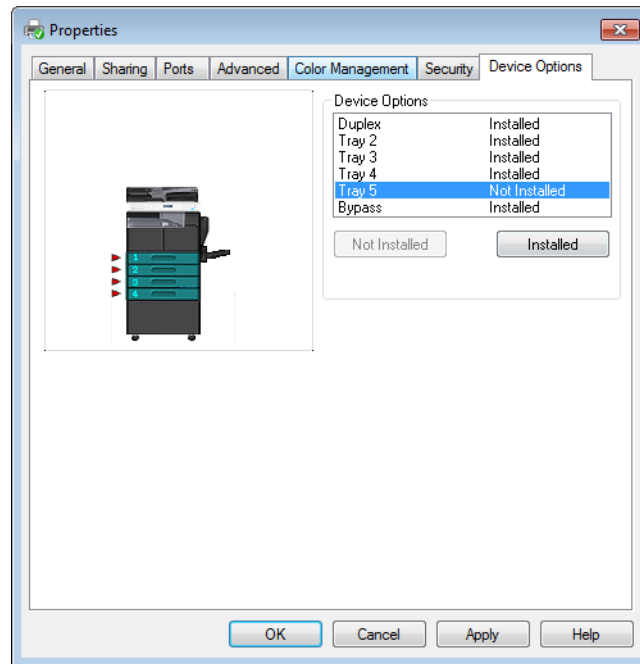 Properties
General Sharing Ports Advanced Color Management Security Device Options
Device Options
Duplex Installed
Tray 2 Installed
Tray 3 Installed
Tray 4 Installed
Tray 5 Not Installed
Bypass Installed
Not Installed Installed
1
2
3
4
OK Cancel Apply Help